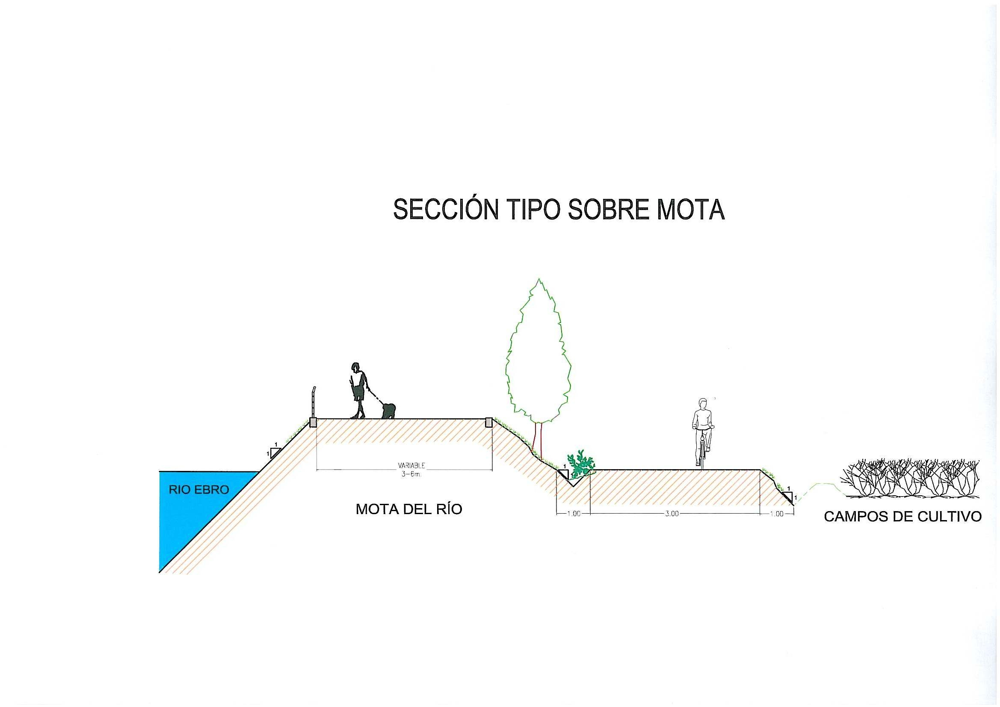 SECCIÓN TIPO SOBRE MOTA
1
1
VARIABLE
3-6m.
RIO EBRO
MOTA DEL RÍO
1
1
1.00
3.00
1.00
1
1
CAMPOS DE CULTIVO